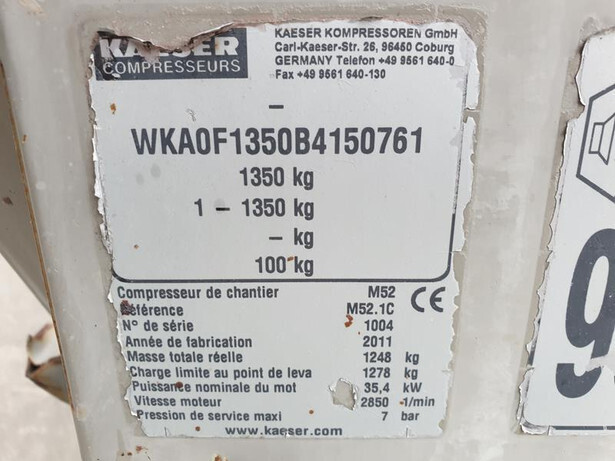 KAESER
COMPRESSEURS
KAESER KOMPRESSOREN GmbH
Carl-Kaeser-Str. 26, 96450 Coburg
GERMANY Telefon +49 9561 640-0
Fax +49 9561 640-130
–
WKA0F1350B4150761
1350 kg
1 – 1350 kg
– kg
100 kg
Compresseur de chantier M52 CE
Référence M52.1C
N° de série 1004
Année de fabrication 2011
Masse totale réelle 1248 kg
Charge limite au point de leva 1278 kg
Puissance nominale du mot 35,4 kW
Vitesse moteur 2850 1/min
Pression de service maxi 7 bar
www.kaeser.com
9